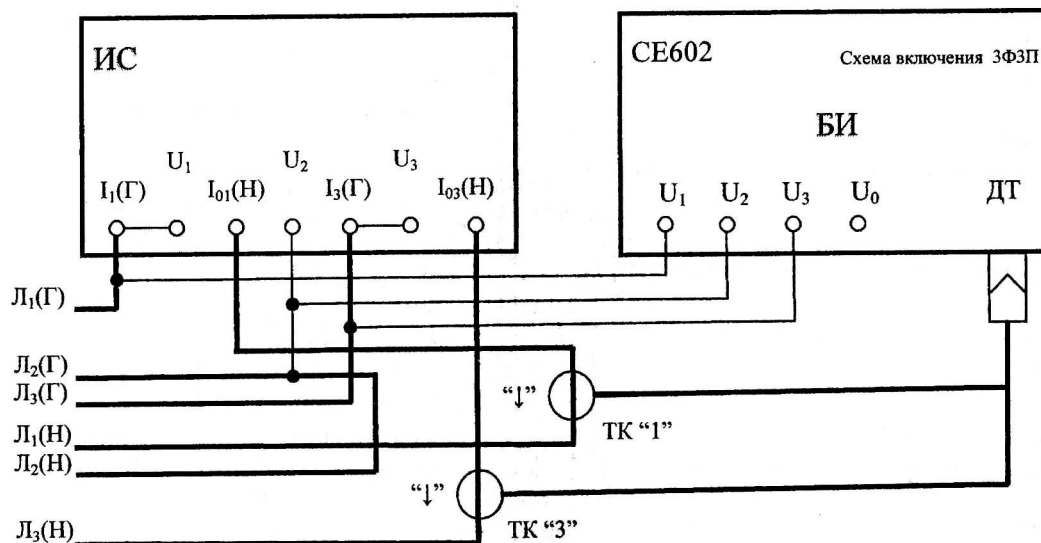 ИС
СЕ602
Схема включения 3Ф3П
БИ
U₁ U₂ U₃
I₁(Г) I₀₁(Н) I₃(Г) I₀₃(Н)
U₁ U₂ U₃ U₀ ДТ
Л₁(Г)
Л₂(Г)
Л₃(Г)
Л₁(Н)
Л₂(Н)
Л₃(Н)
“↓”
ТК “1”
“↓”
ТК “3”